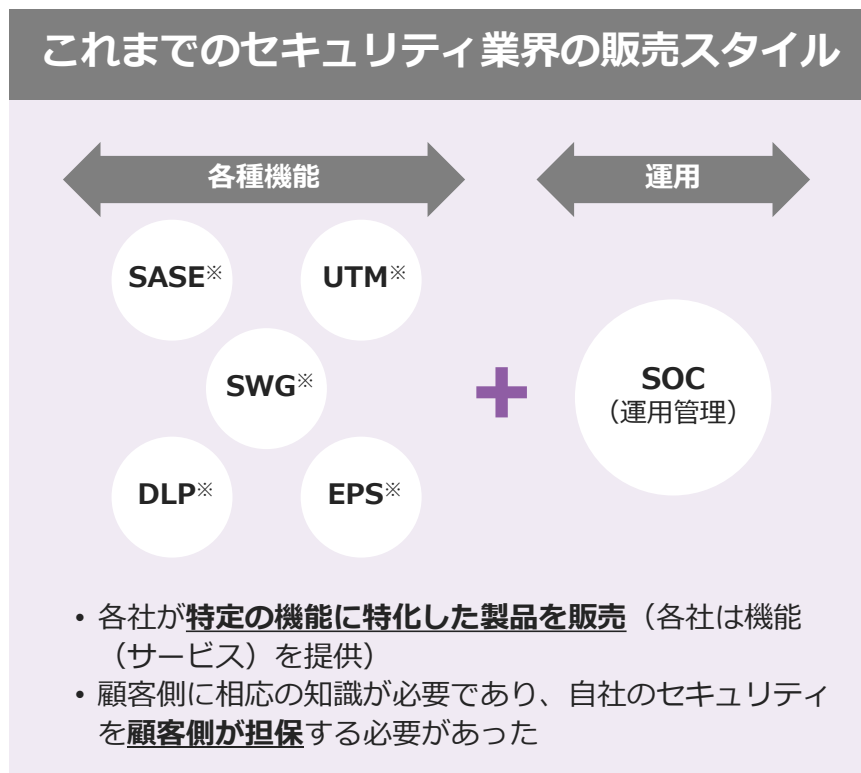 これまでのセキュリティ業界の販売スタイル
各種機能
運用
SASE※
UTM※
SWG※
DLP※
EPS※
+
SOC
（運用管理）
• 各社が特定の機能に特化した製品を販売（各社は機能
（サービス）を提供）
• 顧客側に相応の知識が必要であり、自社のセキュリティ
を顧客側が担保する必要があった